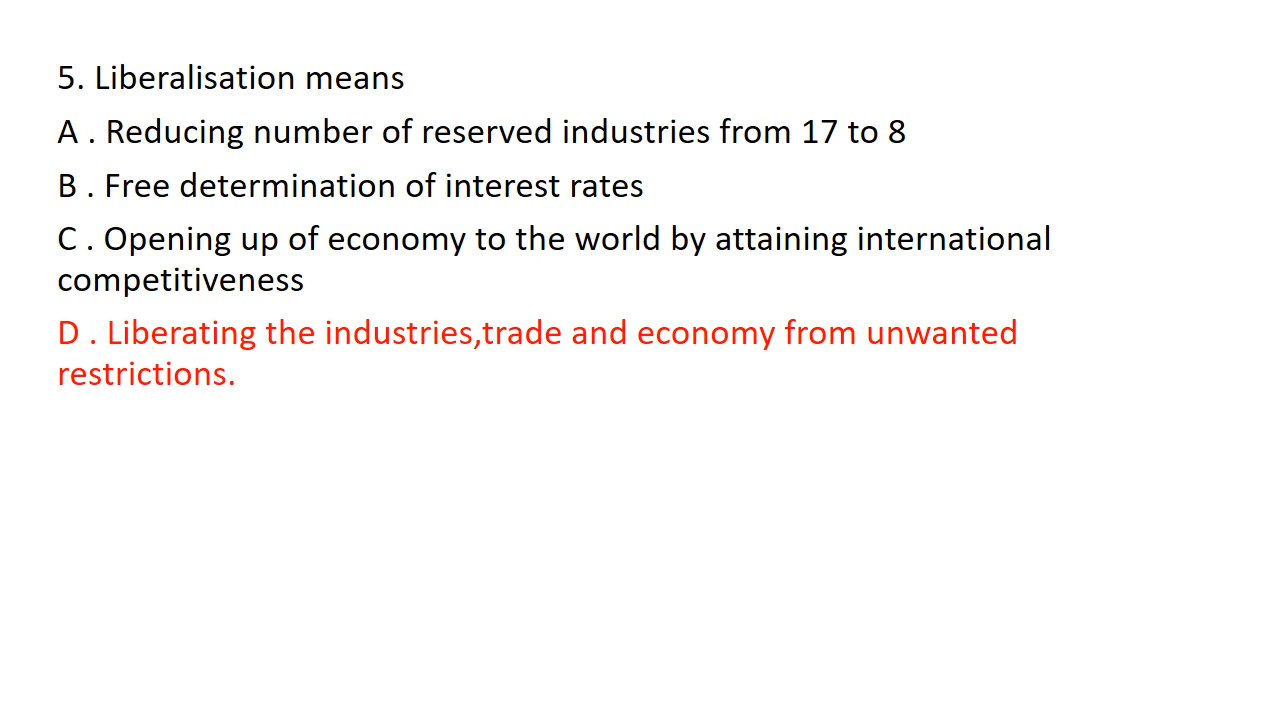 5. Liberalisation means
A . Reducing number of reserved industries from 17 to 8
B . Free determination of interest rates
C . Opening up of economy to the world by attaining international
competitiveness
D . Liberating the industries,trade and economy from unwanted
restrictions.